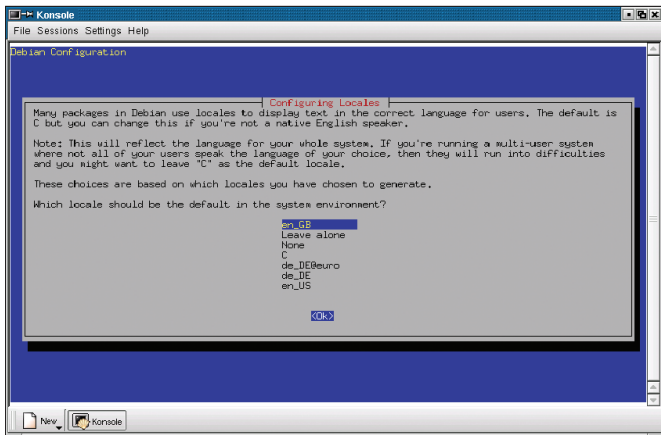 Konsole
File Sessions Settings Help
Debian Configuration
Configuring Locales
Many packages in Debian use locales to display text in the correct language for users. The default is
C but you can change this if you're not a native English speaker.
Note: This will reflect the language for your whole system. If you're running a multi-user system
where not all of your users speak the language of your choice, then they will run into difficulties
and you might want to leave "C" as the default locale.
These choices are based on which locales you have chosen to generate.
Which locale should be the default in the system environment?
en_GB
Leave alone
None
C
de_DE@euro
de_DE
en_US
<Ok>
New Konsole